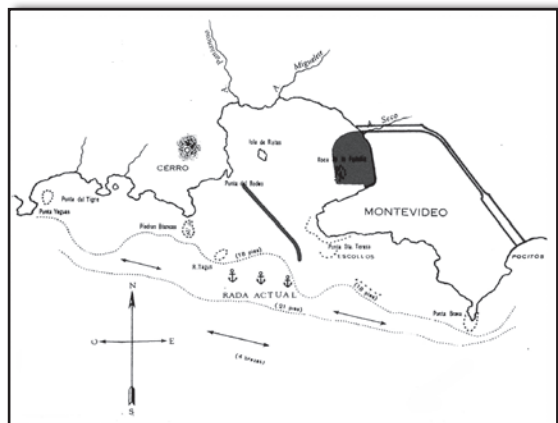 Pantanoso
Miguelete
A° Seco
Isla de Ratas
CERRO
Punta del Rodeo
Punta del Tigre
Punta Yeguas
Piedras Blancas
MONTEVIDEO
Punta Sta. Teresa
ESCOLLOS
POCITOS
(18 pies)
(18 pies)
RADA ACTUAL
(21 pies)
Punta Brava
(4 brazas)
N
O
E
S